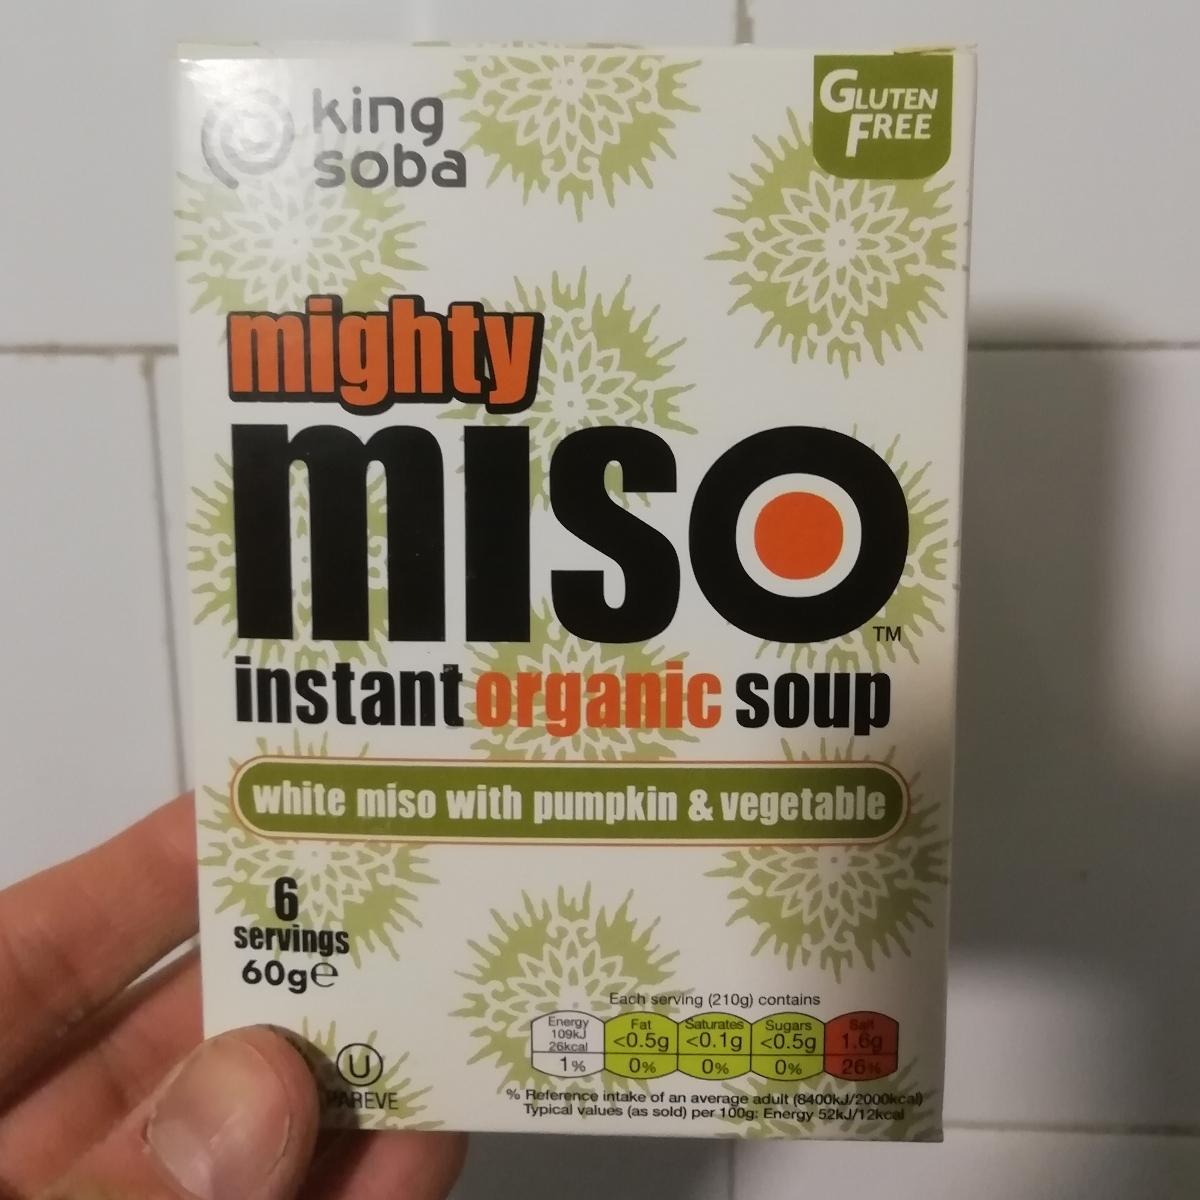 king
soba
GLUTEN
FREE
mighty
miso
TM
instant organic soup
white miso with pumpkin & vegetable
6
servings
60g℮
Each serving (210g) contains
Energy
109kJ
26kcal
1%
Fat
<0.5g
0%
Saturates
<0.1g
0%
Sugars
<0.5g
0%
Salt
1.6g
26%
% Reference intake of an average adult (8400kJ/2000kcal)
Typical values (as sold) per 100g: Energy 52kJ/12kcal
U
PAREVE